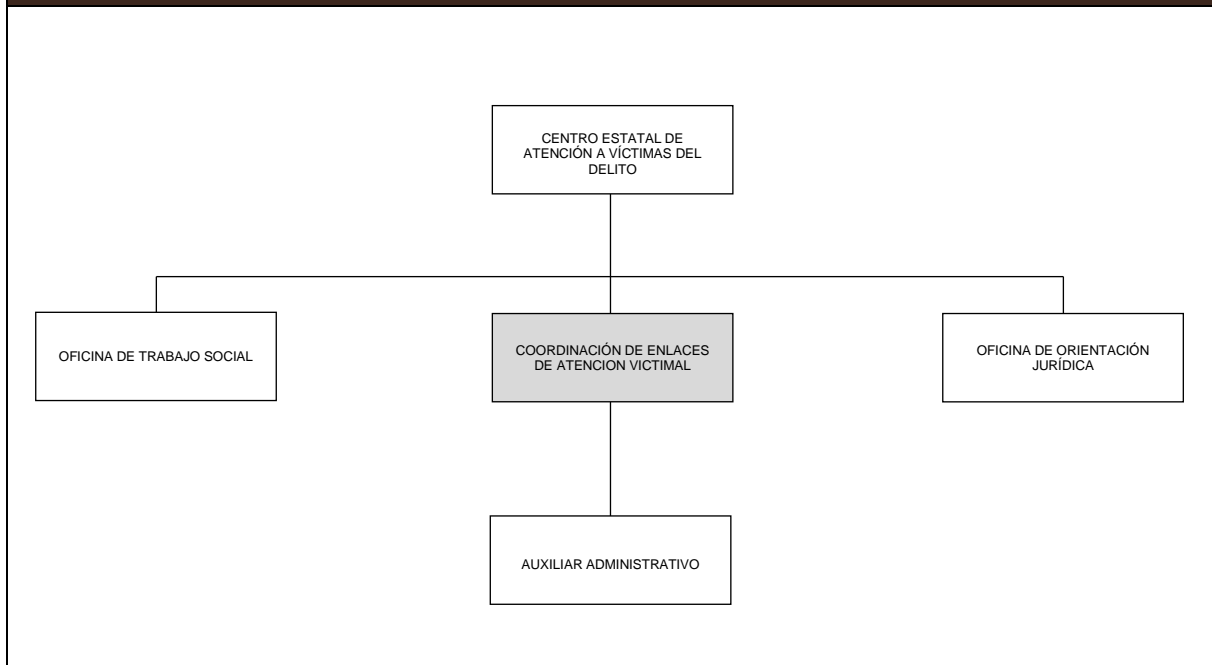 CENTRO ESTATAL DE
ATENCIÓN A VÍCTIMAS DEL
DELITO
OFICINA DE TRABAJO SOCIAL
COORDINACIÓN DE ENLACES
DE ATENCION VICTIMAL
OFICINA DE ORIENTACIÓN
JURÍDICA
AUXILIAR ADMINISTRATIVO